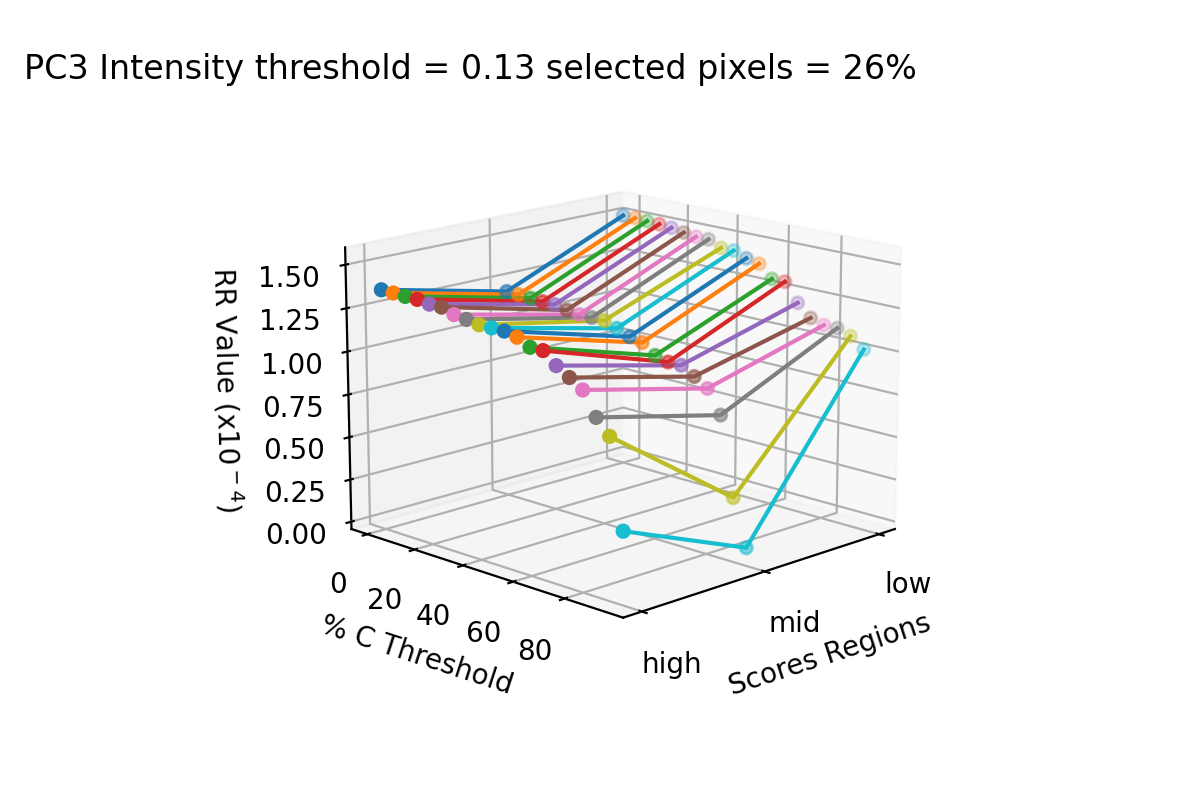 PC3 Intensity threshold = 0.13 selected pixels = 26%
RR Value (x10⁻⁴)
1.50
1.25
1.00
0.75
0.50
0.25
0.00
0
20
40
60
80
% C Threshold
high
mid
low
Scores Regions